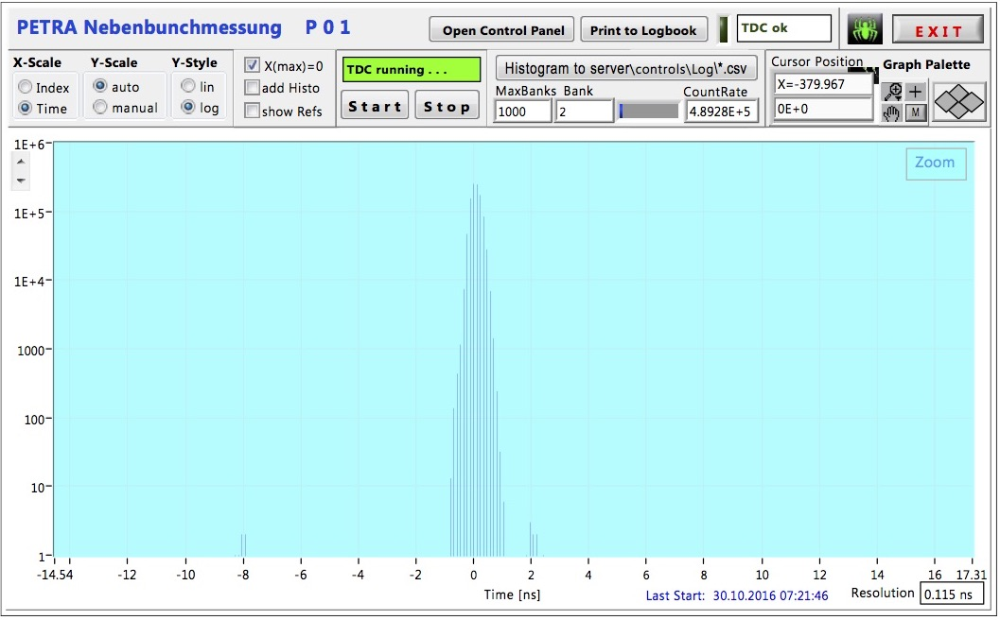 PETRA Nebenbunchmessung P 0 1
Open Control Panel
Print to Logbook
TDC ok
EXIT
X-Scale
Index
Time
Y-Scale
auto
manual
Y-Style
lin
log
X(max)=0
add Histo
show Refs
TDC running . . .
Start
Stop
Histogram to server\controls\Log\*.csv
MaxBanks Bank CountRate
1000 2 4.8928E+5
Cursor Position
X=-379.967
0E+0
Graph Palette
M
Zoom
1E+6
1E+5
1E+4
1000
100
10
1
-14.54 -12 -10 -8 -6 -4 -2 0 2 4 6 8 10 12 14 16 17.31
Time [ns]
Last Start: 30.10.2016 07:21:46
Resolution 0.115 ns